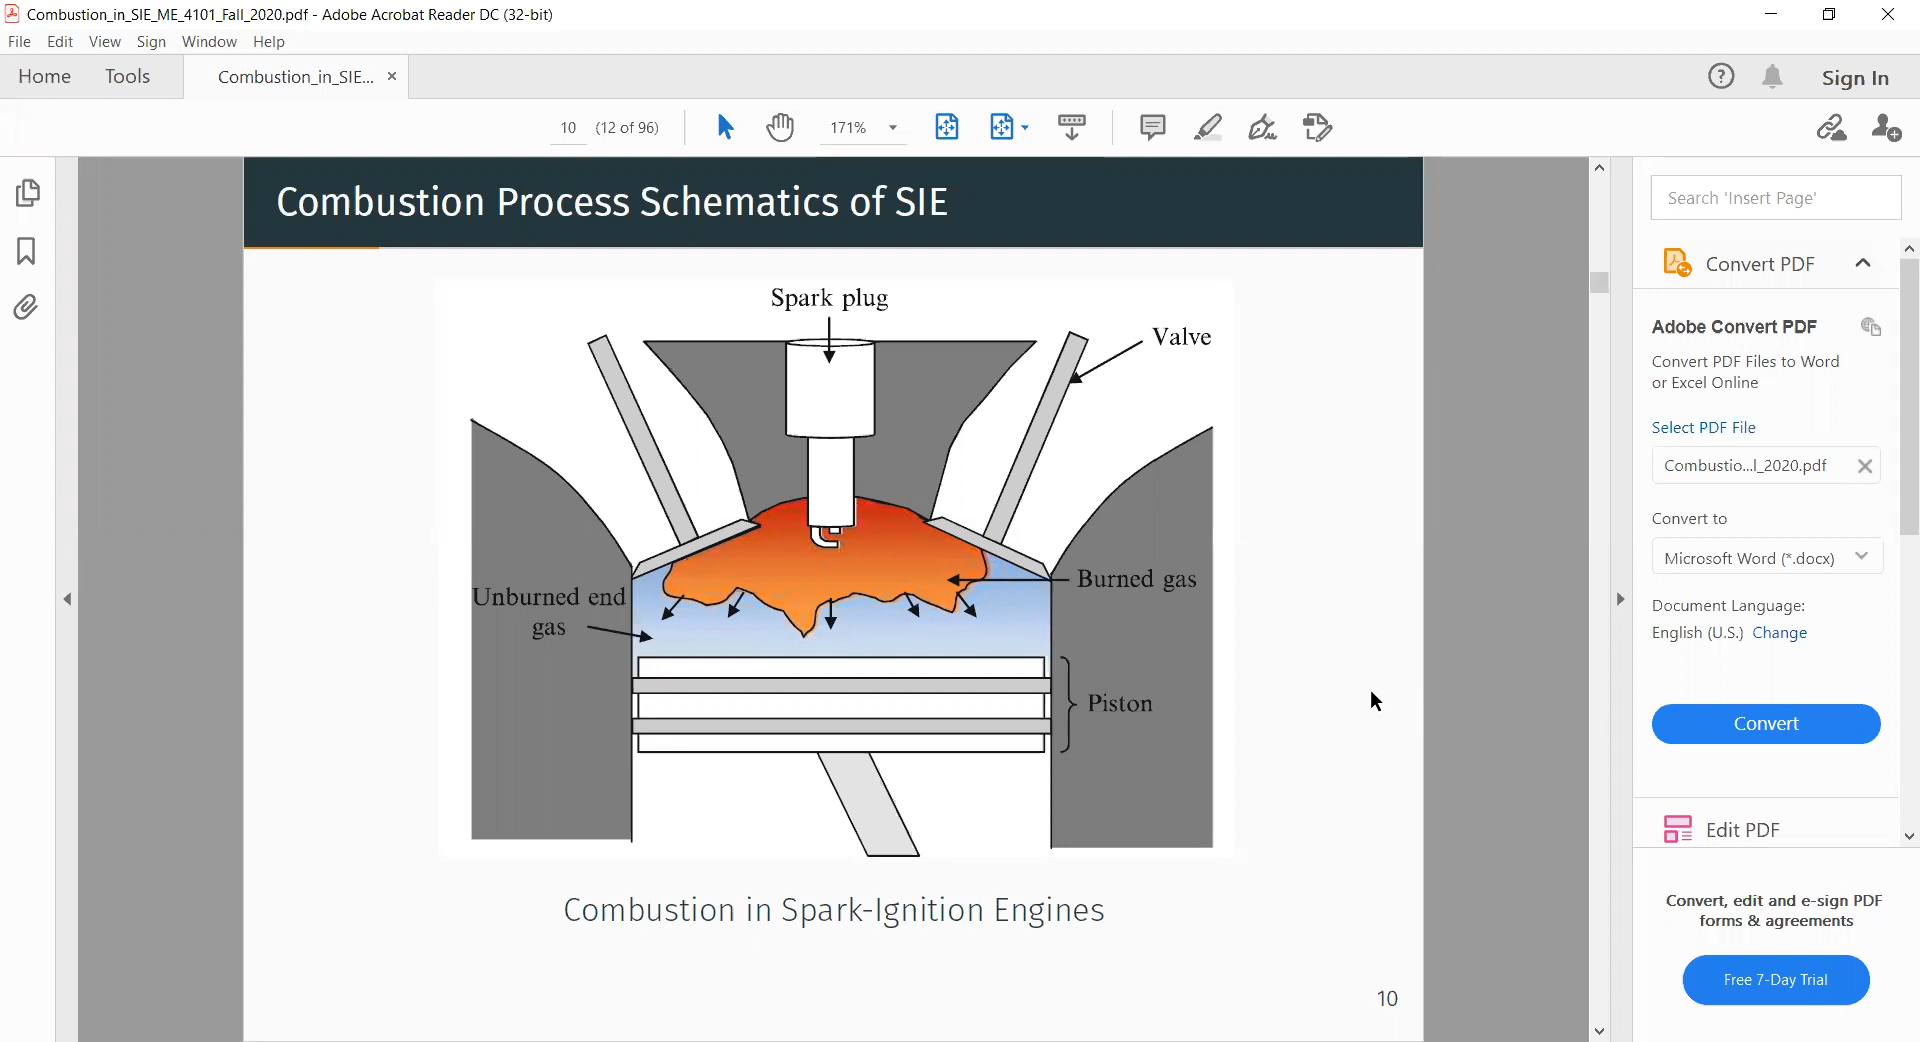 Combustion_in_SIE_ME_4101_Fall_2020.pdf - Adobe Acrobat Reader DC (32-bit)
File Edit View Sign Window Help
Home Tools Combustion_in_SIE... × Sign In
10 (12 of 96) 171%
Combustion Process Schematics of SIE
Spark plug
Valve
Unburned end
gas
Burned gas
Piston
Combustion in Spark-Ignition Engines
10
Search 'Insert Page'
Convert PDF
Adobe Convert PDF
Convert PDF Files to Word
or Excel Online
Select PDF File
Combustio...l_2020.pdf
Convert to
Microsoft Word (*.docx)
Document Language:
English (U.S.) Change
Convert
Edit PDF
Convert, edit and e-sign PDF
forms & agreements
Free 7-Day Trial